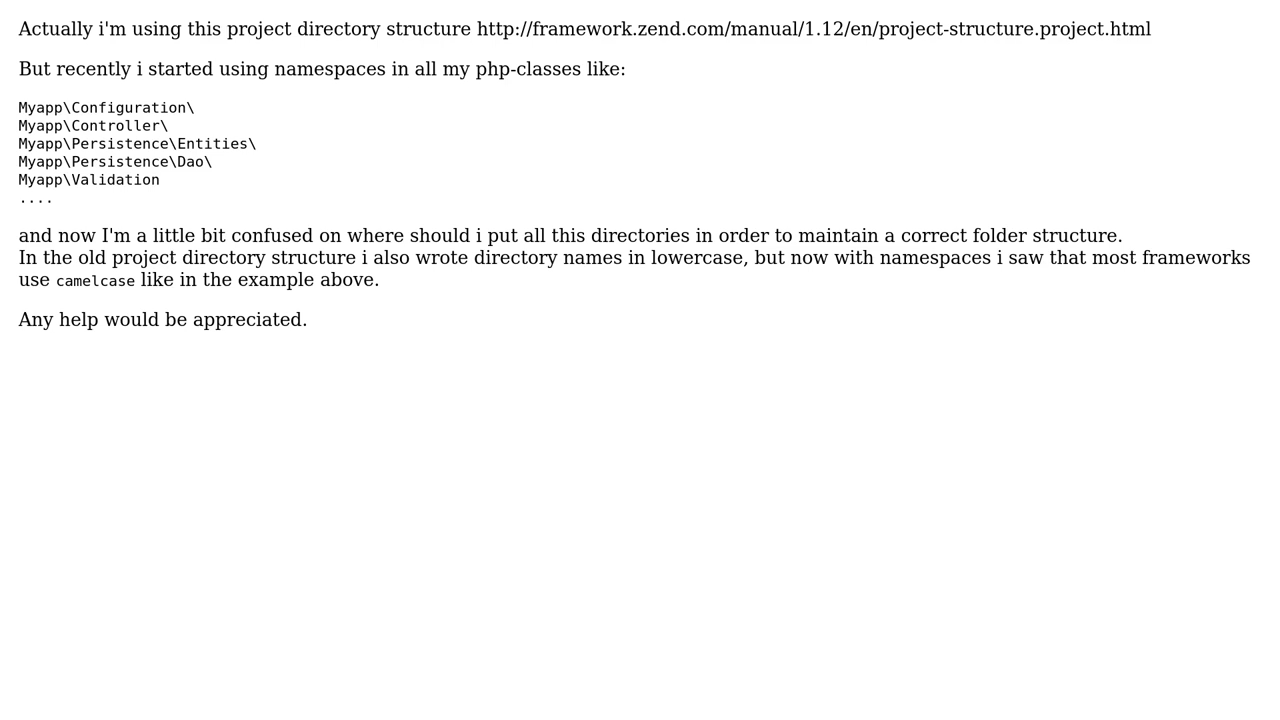 Actually i'm using this project directory structure http://framework.zend.com/manual/1.12/en/project-structure.project.html
But recently i started using namespaces in all my php-classes like:
Myapp\Configuration\
Myapp\Controller\
Myapp\Persistence\Entities\
Myapp\Persistence\Dao\
Myapp\Validation
....
and now I'm a little bit confused on where should i put all this directories in order to maintain a correct folder structure.
In the old project directory structure i also wrote directory names in lowercase, but now with namespaces i saw that most frameworks
use camelcase like in the example above.
Any help would be appreciated.